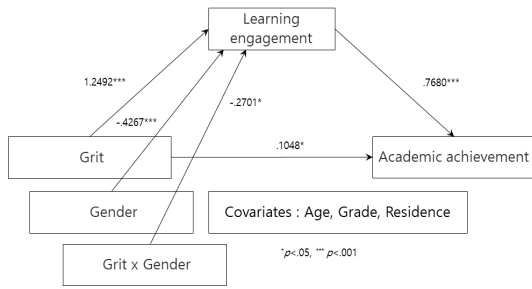 Learning
engagement
1.2492***
-.4267***
-.2701*
.7680***
Grit
.1048*
Academic achievement
Gender
Covariates : Age, Grade, Residence
Grit x Gender
*p<.05, *** p<.001